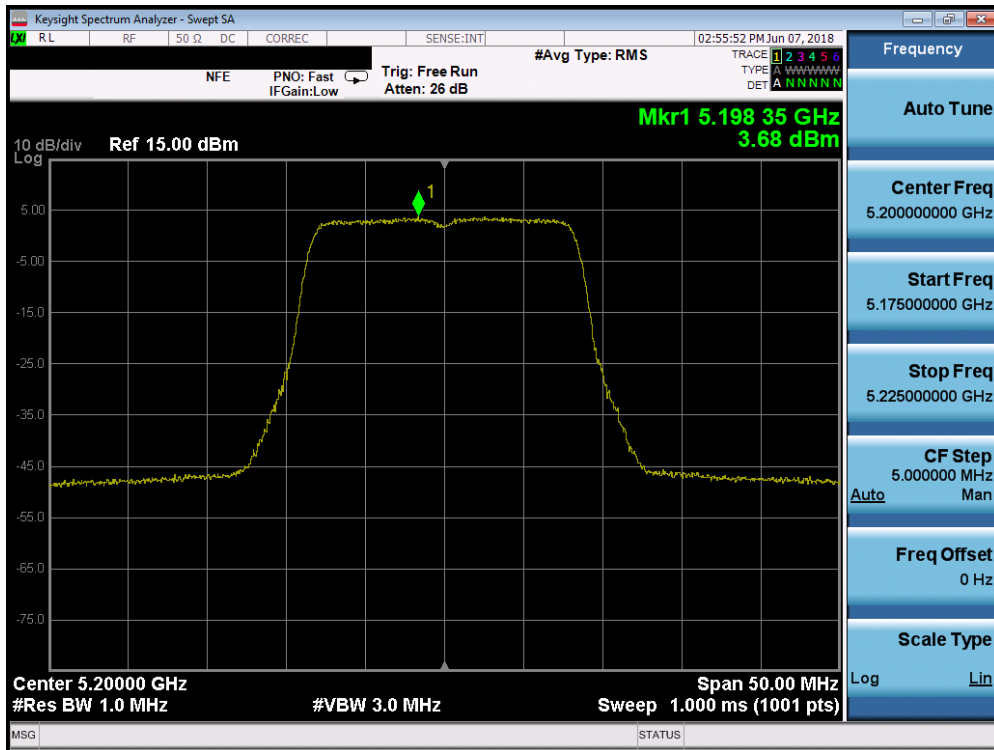 Keysight Spectrum Analyzer - Swept SA
LXI RL RF 50 Ω DC CORREC SENSE:INT 02:55:52 PM Jun 07, 2018
#Avg Type: RMS
TRACE 1 2 3 4 5 6
TYPE A WWWWW
DET A N N N N N
NFE
PNO: Fast
IFGain:Low
Trig: Free Run
Atten: 26 dB
Mkr1 5.198 35 GHz
3.68 dBm
10 dB/div Ref 15.00 dBm
Log
1
5.00
-5.00
-15.0
-25.0
-35.0
-45.0
-55.0
-65.0
-75.0
Center 5.20000 GHz Span 50.00 MHz
#Res BW 1.0 MHz #VBW 3.0 MHz Sweep 1.000 ms (1001 pts)
MSG STATUS
Frequency
Auto Tune
Center Freq
5.200000000 GHz
Start Freq
5.175000000 GHz
Stop Freq
5.225000000 GHz
CF Step
5.000000 MHz
Auto Man
Freq Offset
0 Hz
Scale Type
Log Lin